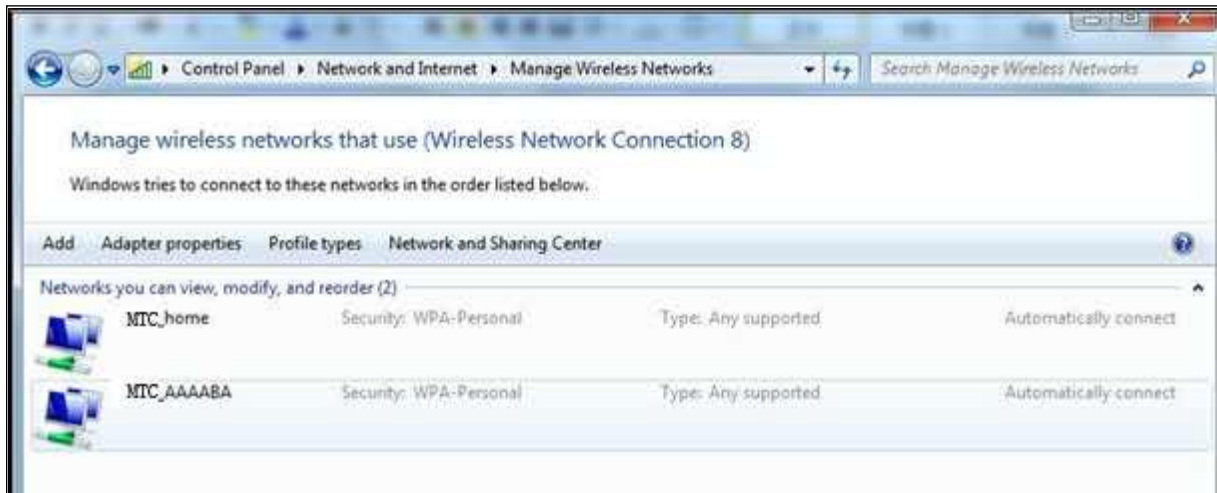 Control Panel ▸ Network and Internet ▸ Manage Wireless Networks
Search Manage Wireless Networks
Manage wireless networks that use (Wireless Network Connection 8)
Windows tries to connect to these networks in the order listed below.
Add Adapter properties Profile types Network and Sharing Center
Networks you can view, modify, and reorder (2)
MTC_home Security: WPA-Personal Type: Any supported Automatically connect
MTC_AAAABA Security: WPA-Personal Type: Any supported Automatically connect